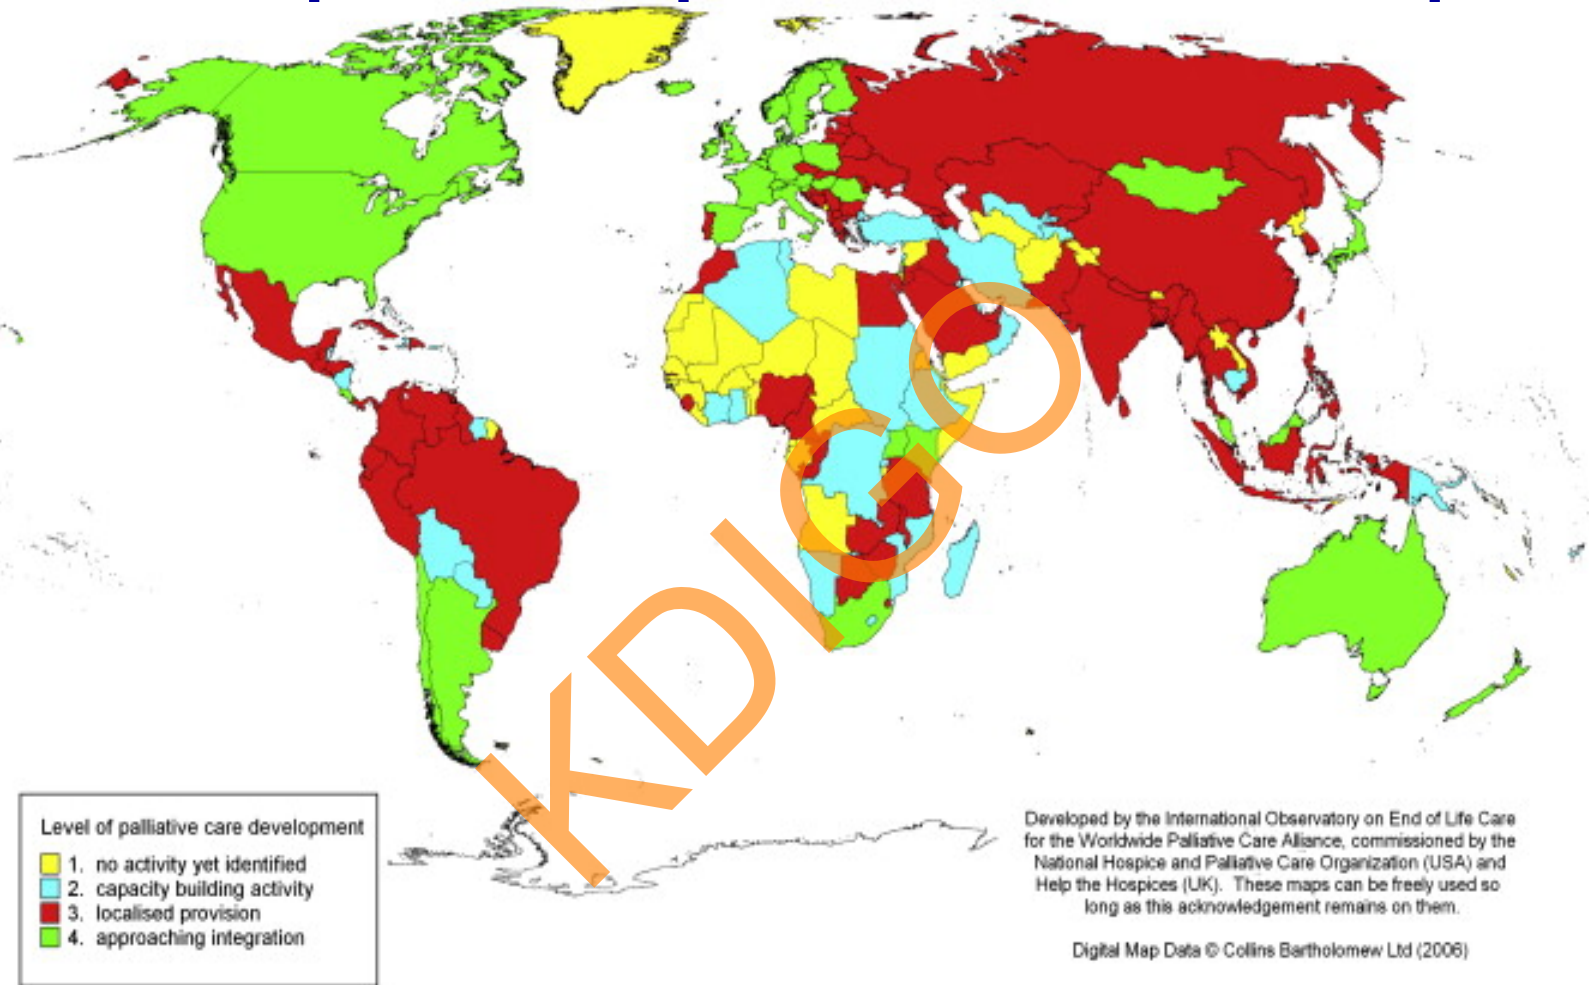 KDIGO
Level of palliative care development
1. no activity yet identified
2. capacity building activity
3. localised provision
4. approaching integration
Developed by the International Observatory on End of Life Care
for the Worldwide Palliative Care Alliance, commissioned by the
National Hospice and Palliative Care Organization (USA) and
Help the Hospices (UK). These maps can be freely used so
long as this acknowledgement remains on them.
Digital Map Data © Collins Bartholomew Ltd (2006)